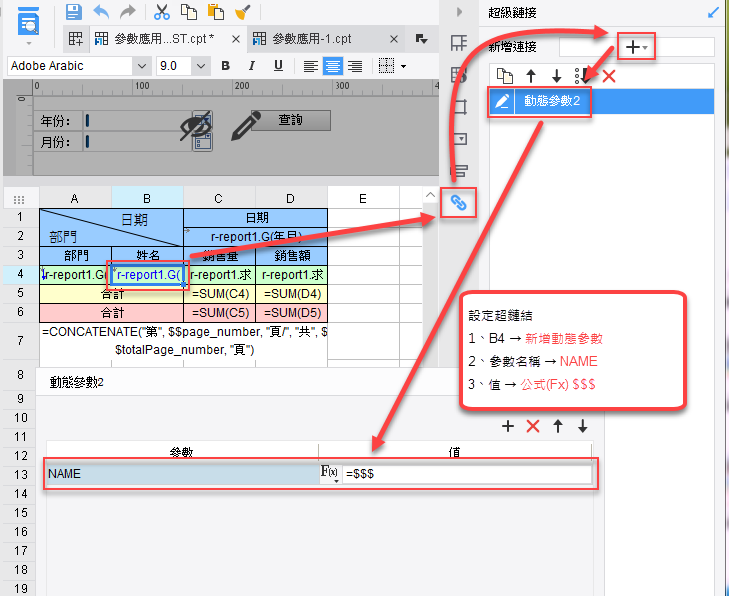 參數應用...ST.cpt *
參數應用-1.cpt
Adobe Arabic
9.0
B
I
U
0
100
200
300
4
0
年份：
查詢
月份：
超級鏈接
新增連接
動態參數2
A
B
C
D
E
1
日期
日期
2
部門
r-report1.G(年月)
3
部門
姓名
銷售量
銷售額
4
r-report1.G(
r-report1.G(
r-report1.求
r-report1.求
5
合計
=SUM(C4)
=SUM(D4)
6
合計
=SUM(C5)
=SUM(D5)
7
=CONCATENATE("第", $$page_number, "頁/", "共", $
$totalPage_number, "頁")
設定超鏈結
1、B4 → 新增動態參數
2、參數名稱 → NAME
3、值 → 公式(Fx) $$$
8
動態參數2
9
10
11
12
參數
值
13
NAME
F(x)
=$$$
14
15
16
17
18
19